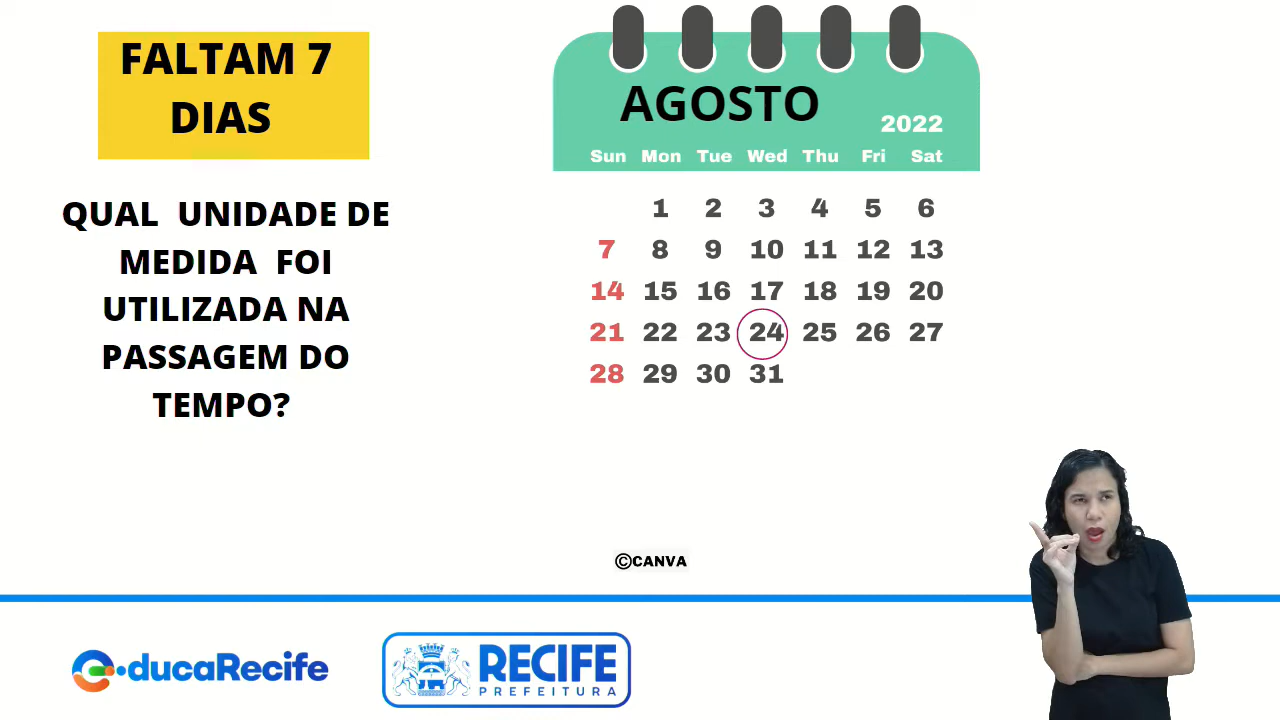 FALTAM 7
DIAS
QUAL UNIDADE DE
MEDIDA FOI
UTILIZADA NA
PASSAGEM DO
TEMPO?
AGOSTO
2022
Sun Mon Tue Wed Thu Fri Sat
1 2 3 4 5 6
7 8 9 10 11 12 13
14 15 16 17 18 19 20
21 22 23 24 25 26 27
28 29 30 31
©CANVA
EducaRecife
RECIFE
PREFEITURA